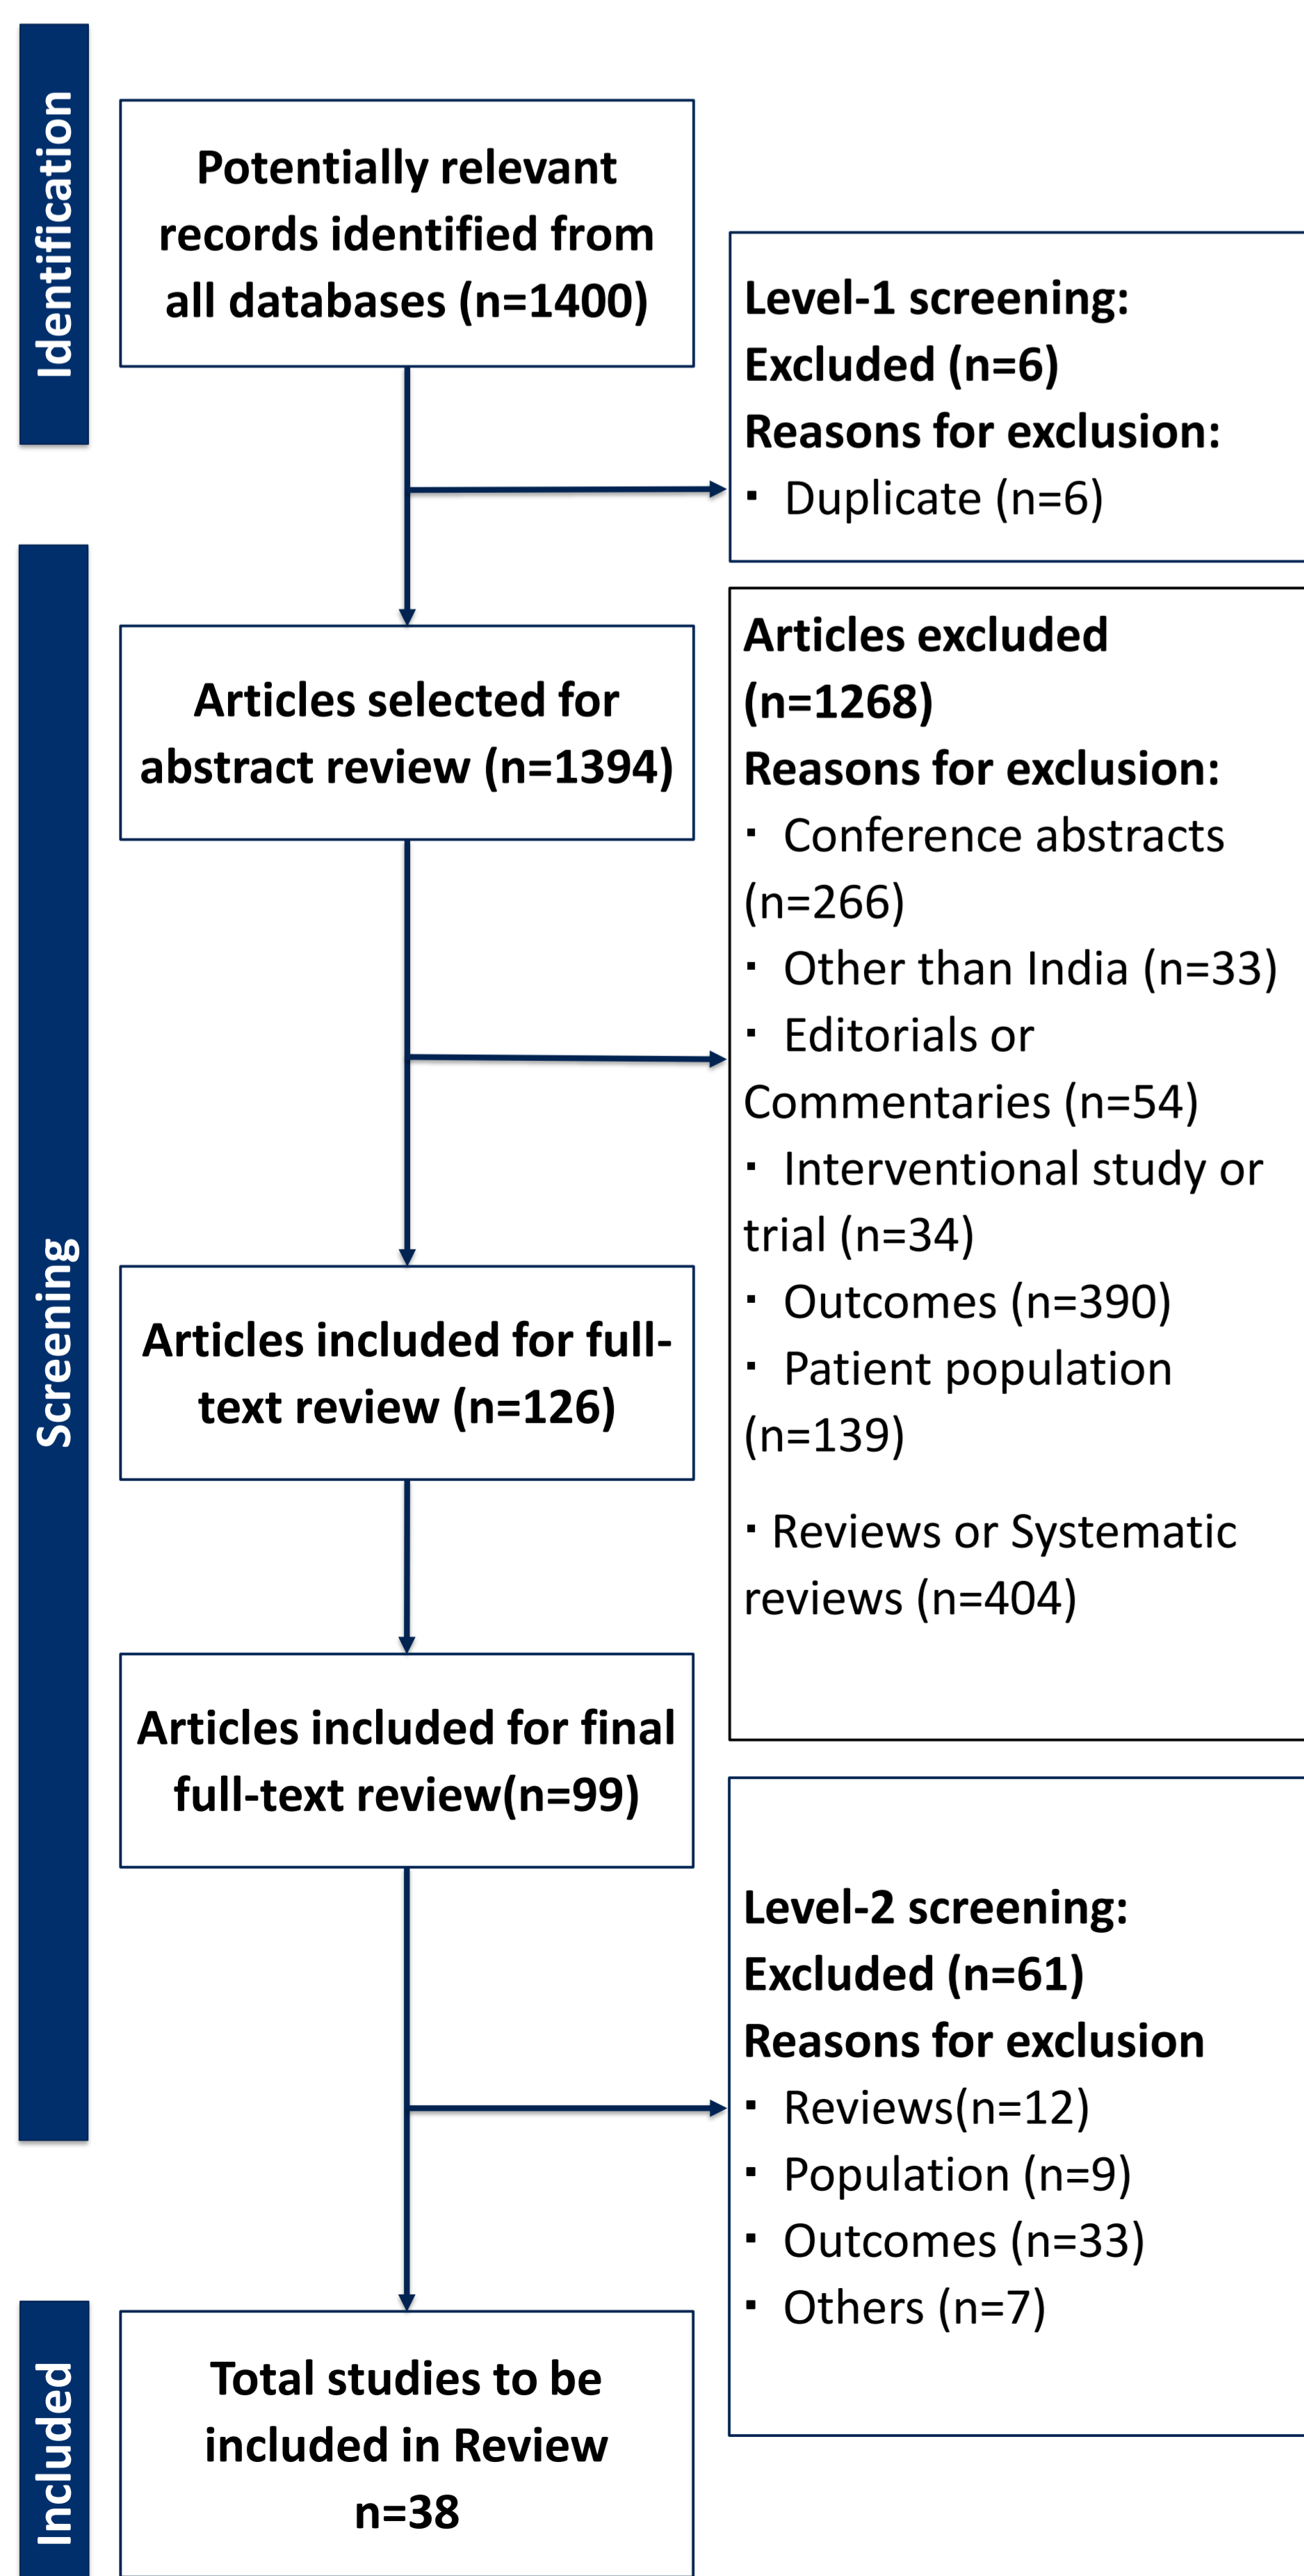 Identification
Potentially relevant
records identified from
all databases (n=1400)
Level-1 screening:
Excluded (n=6)
Reasons for exclusion:
▪ Duplicate (n=6)
Screening
Articles selected for
abstract review (n=1394)
Articles excluded
(n=1268)
Reasons for exclusion:
▪ Conference abstracts
(n=266)
▪ Other than India (n=33)
▪ Editorials or
Commentaries (n=54)
▪ Interventional study or
trial (n=34)
▪ Outcomes (n=390)
▪ Patient population
(n=139)
▪ Reviews or Systematic
reviews (n=404)
Articles included for full-
text review (n=126)
Articles included for final
full-text review(n=99)
Level-2 screening:
Excluded (n=61)
Reasons for exclusion
▪ Reviews(n=12)
▪ Population (n=9)
▪ Outcomes (n=33)
▪ Others (n=7)
Included
Total studies to be
included in Review
n=38